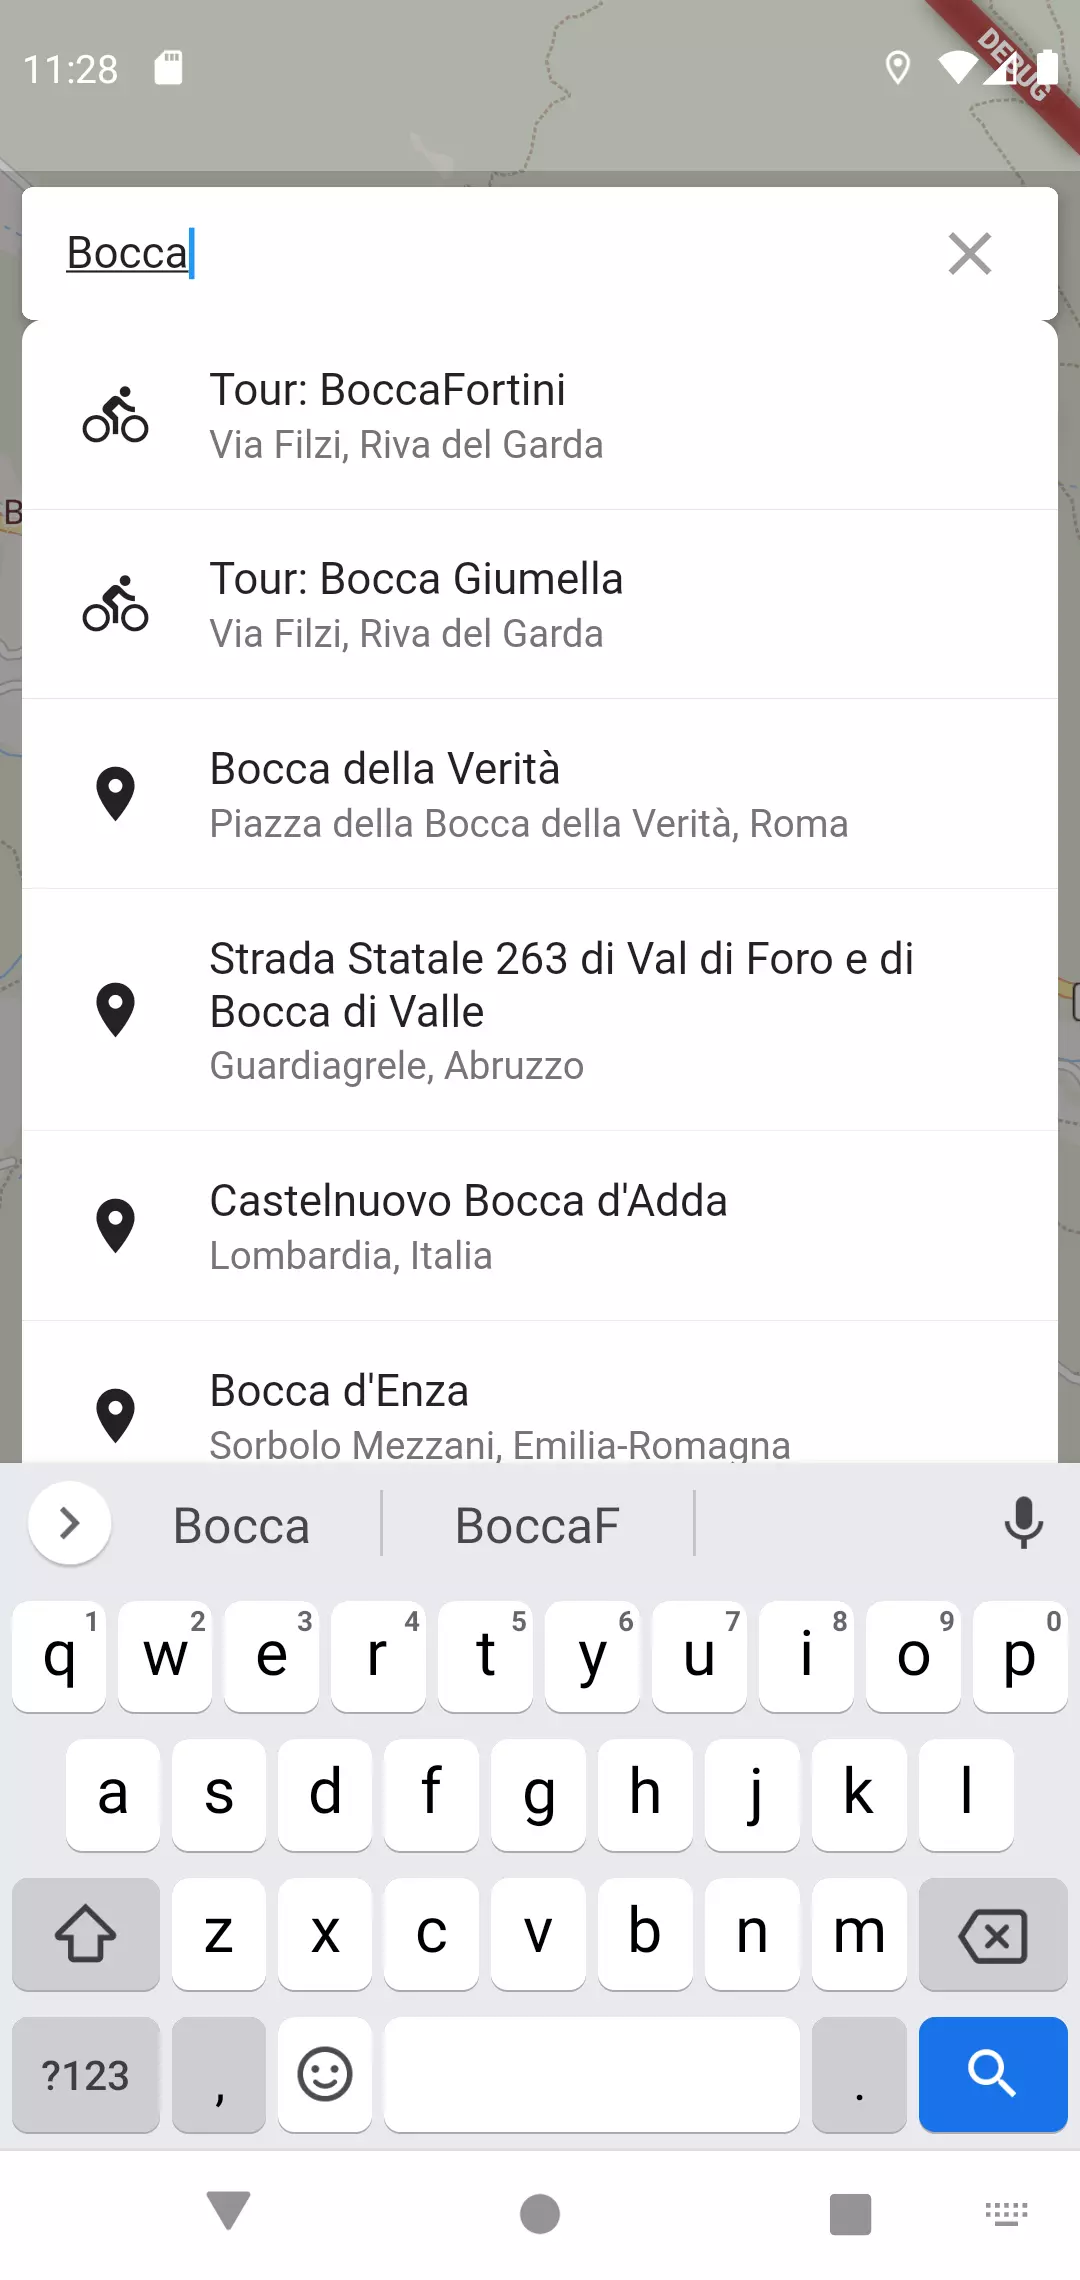 11:28
DEBUG
Bocca
Tour: BoccaFortini
Via Filzi, Riva del Garda
Tour: Bocca Giumella
Via Filzi, Riva del Garda
B
Bocca della Verità
Piazza della Bocca della Verità, Roma
Strada Statale 263 di Val di Foro e di
Bocca di Valle
Guardiagrele, Abruzzo
Castelnuovo Bocca d'Adda
Lombardia, Italia
Bocca d'Enza
Sorbolo Mezzani, Emilia-Romagna
Bocca BoccaF
1 2 3 4 5 6 7 8 9 0
q w e r t y u i o p
a s d f g h j k l
z x c v b n m
?123 , .